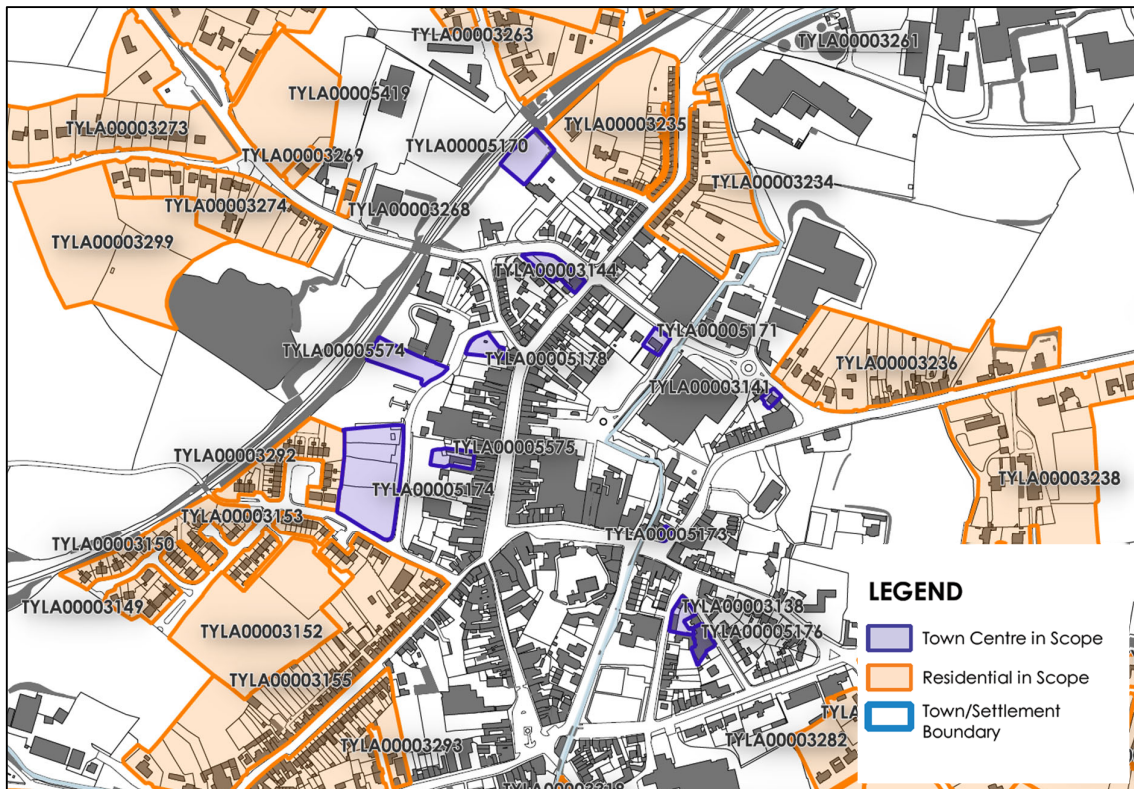 TYLA00003263
TYLA00003261
TYLA00005419
TYLA00003273
TYLA00003235
TYLA00005170
TYLA00003269
TYLA00003234
TYLA00003274
TYLA00003268
TYLA00003299
TYLA00003144
TYLA00005171
TYLA00005574
TYLA00005178
TYLA00003236
TYLA00003141
TYLA00005575
TYLA00003292
TYLA00005174
TYLA00003238
TYLA00003153
TYLA00003150
TYLA00005173
TYLA00003149
TYLA00003138
TYLA00003152
TYLA00005176
TYLA00003155
TYLA00003293
TYLA00003282
LEGEND
Town Centre in Scope
Residential in Scope
Town/Settlement
Boundary